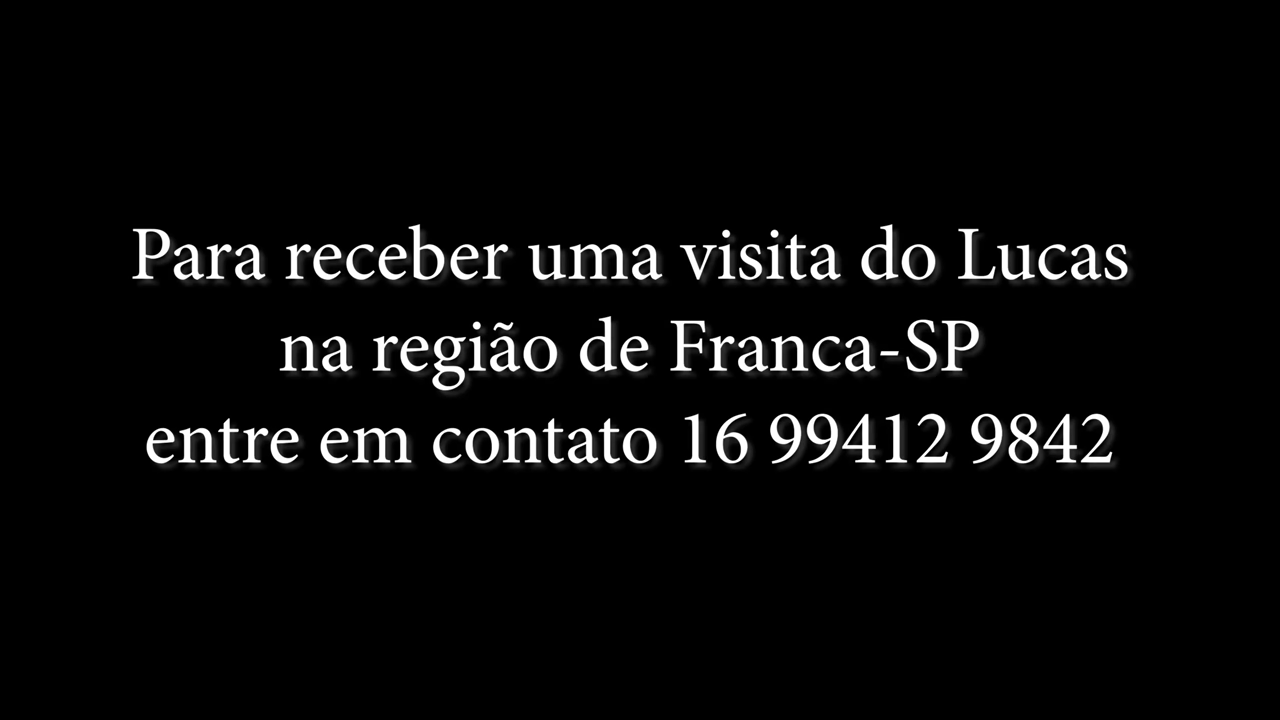 Para receber uma visita do Lucas
na região de Franca-SP
entre em contato 16 99412 9842